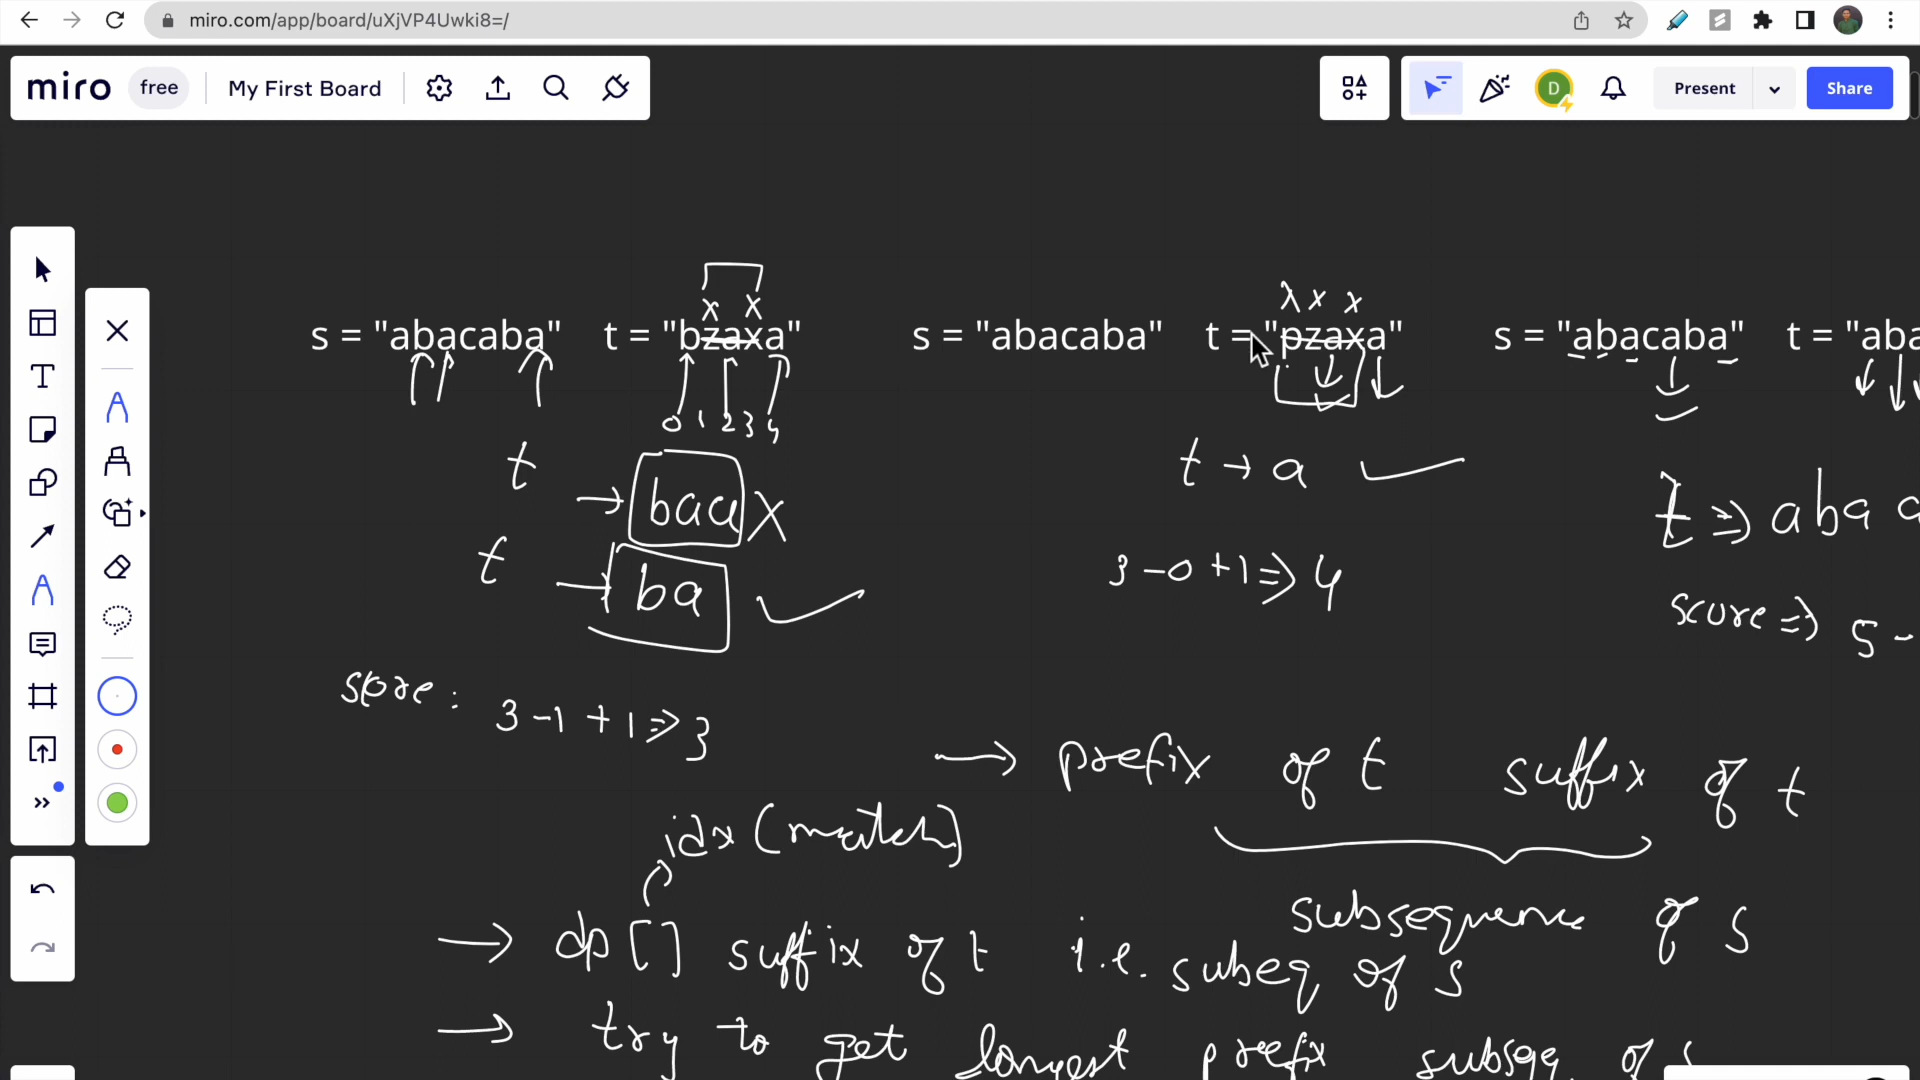 miro.com/app/board/uXjVP4Uwki8=/
miro free My First Board
D Present Share
x x
s = "abacaba" t = "bzaxa"
0 1 2 3 4
t
→ baa X
t
→ ba
score : 3 - 1 + 1 => 3
x x x
s = "abacaba" t = "pzaxa"
t → a
3 - 0 + 1 => 4
s = "abacaba" t = "aba
t => aba
score => 5 -
→ prefix of t suffix of t
subsequence of s
idx (match)
→ dp [ ] suffix of t i.e. subseq of s
→ try to get longest prefix subseq. of s